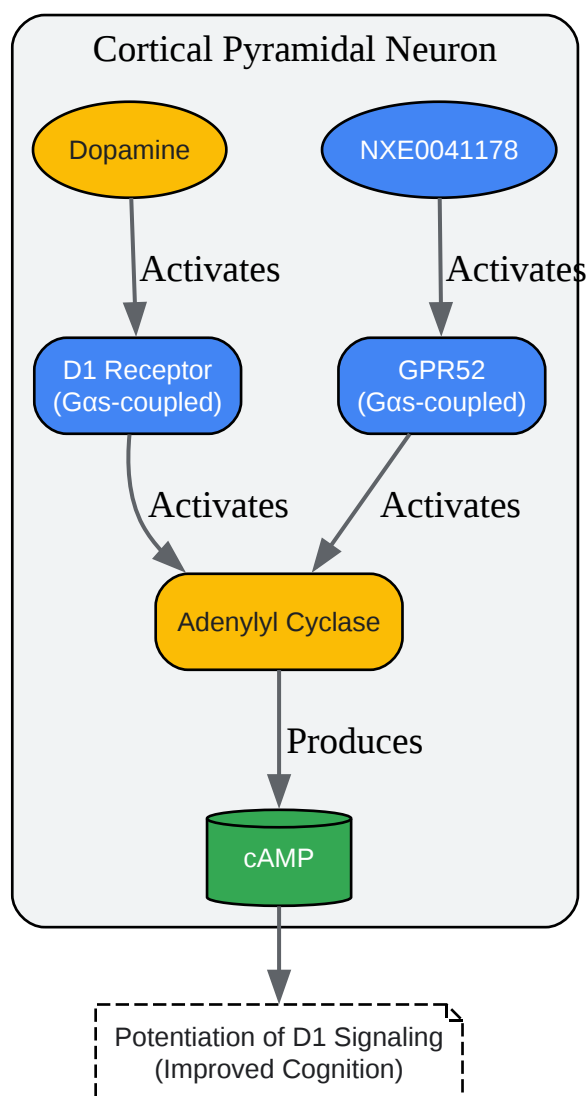 Cortical Pyramidal Neuron
Dopamine
NXE0041178
Activates
Activates
D1 Receptor
(Gαs-coupled)
GPR52
(Gαs-coupled)
Activates
Activates
Adenylyl Cyclase
Produces
cAMP
Potentiation of D1 Signaling
(Improved Cognition)